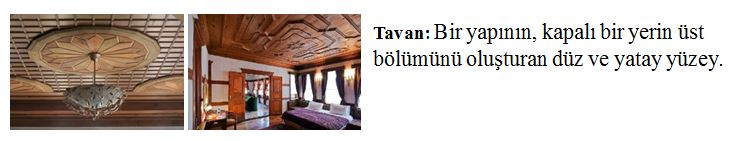 Tavan: Bir yapının, kapalı bir yerin üst
bölümünü oluşturan düz ve yatay yüzey.